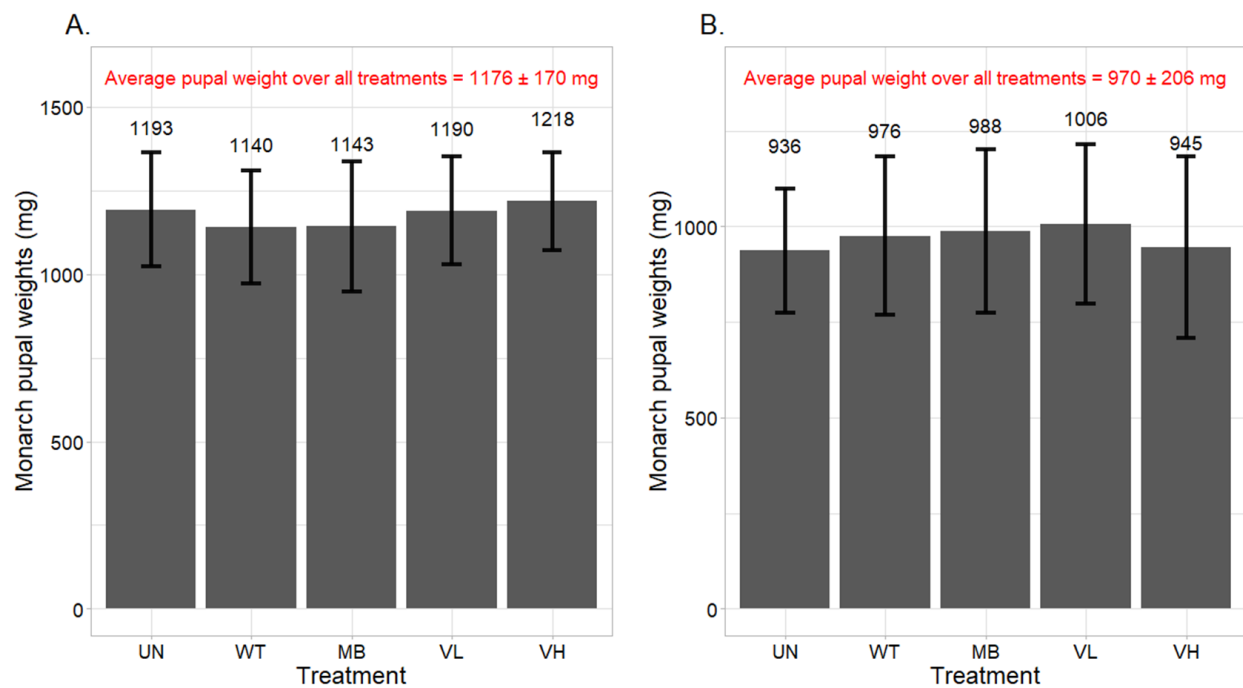 A.
Average pupal weight over all treatments = 1176 ± 170 mg
1193
1140
1143
1190
1218
1500
1000
500
0
Monarch pupal weights (mg)
UN WT MB VL VH
Treatment
B.
Average pupal weight over all treatments = 970 ± 206 mg
936
976
988
1006
945
1000
500
0
Monarch pupal weights (mg)
UN WT MB VL VH
Treatment